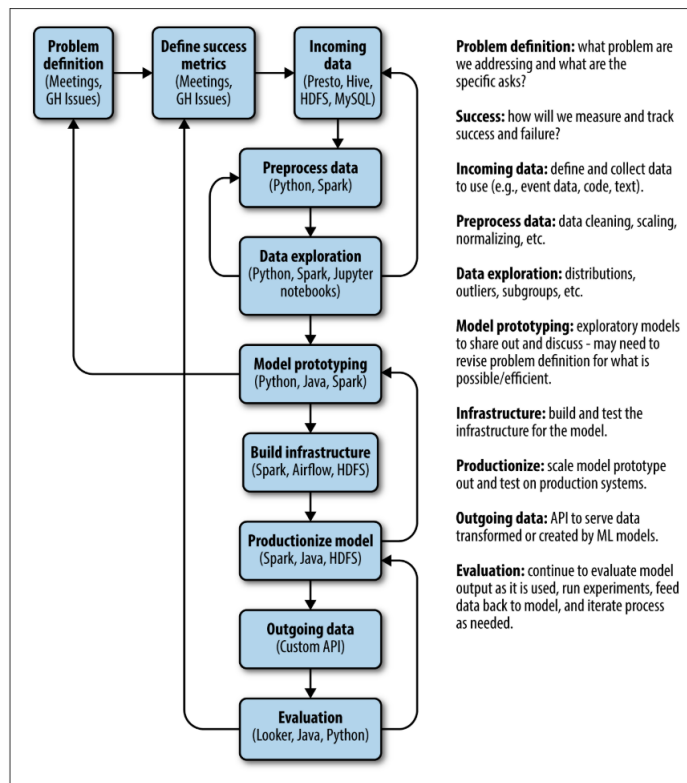 Problem
definition
(Meetings,
GH Issues)
Define success
metrics
(Meetings,
GH Issues)
Incoming
data
(Presto, Hive,
HDFS, MySQL)
Preprocess data
(Python, Spark)
Data exploration
(Python, Spark, Jupyter
notebooks)
Model prototyping
(Python, Java, Spark)
Build infrastructure
(Spark, Airflow, HDFS)
Productionize model
(Spark, Java, HDFS)
Outgoing data
(Custom API)
Evaluation
(Looker, Java, Python)
Problem definition: what problem are
we addressing and what are the
specific asks?
Success: how will we measure and track
success and failure?
Incoming data: define and collect data
to use (e.g., event data, code, text).
Preprocess data: data cleaning, scaling,
normalizing, etc.
Data exploration: distributions,
outliers, subgroups, etc.
Model prototyping: exploratory models
to share out and discuss - may need to
revise problem definition for what is
possible/efficient.
Infrastructure: build and test the
infrastructure for the model.
Productionize: scale model prototype
out and test on production systems.
Outgoing data: API to serve data
transformed or created by ML models.
Evaluation: continue to evaluate model
output as it is used, run experiments, feed
data back to model, and iterate process
as needed.